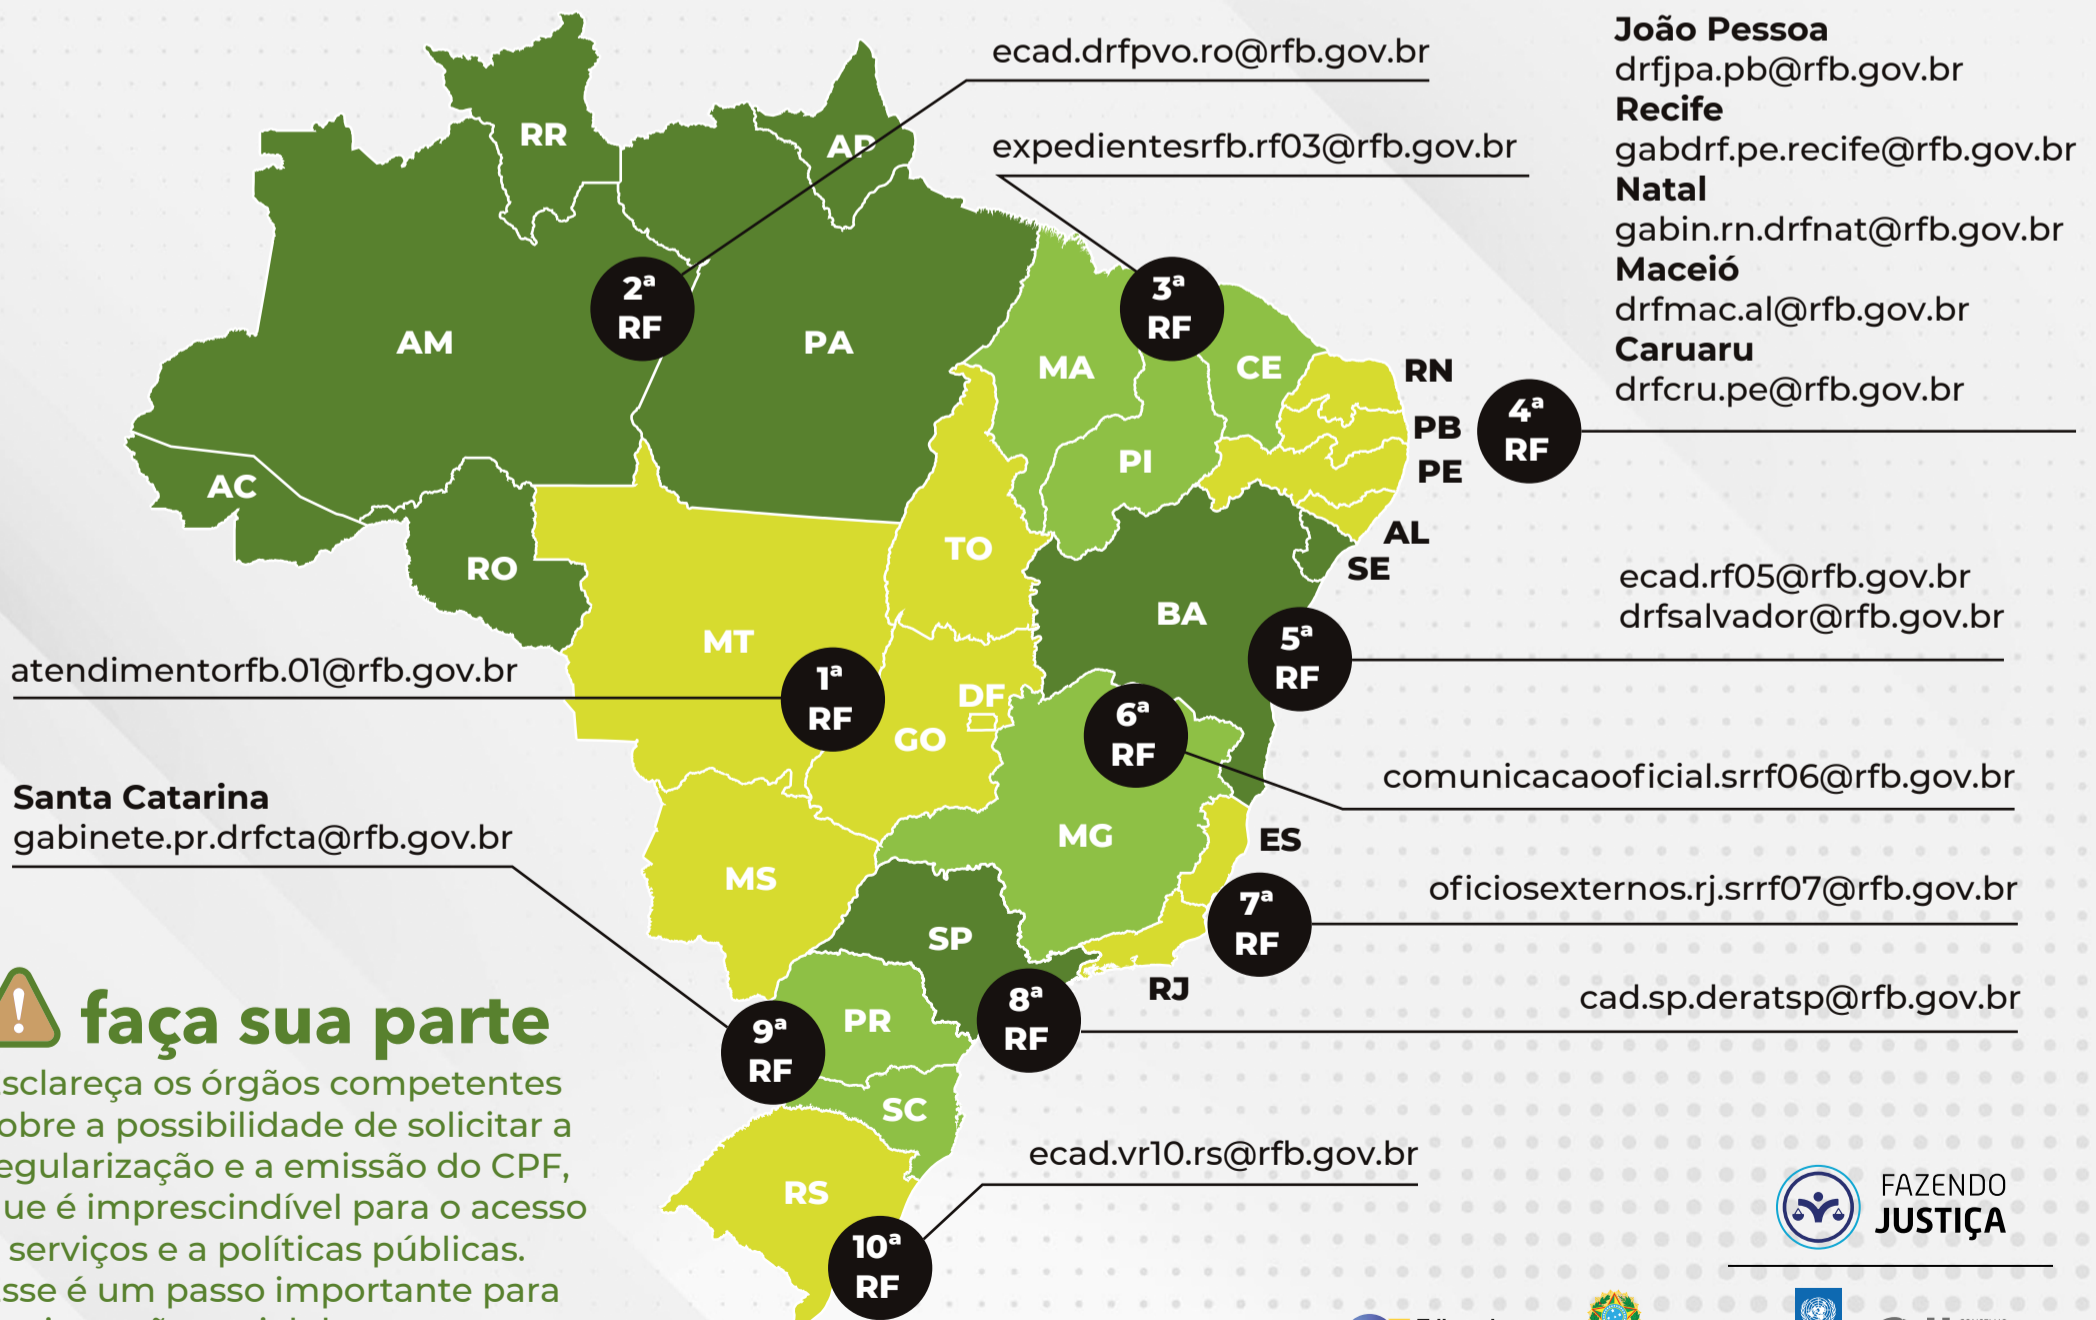 ecad.drfpvo.ro@rfb.gov.br
expedientesrfb.rf03@rfb.gov.br
João Pessoa
drfjpa.pb@rfb.gov.br
Recife
gabdrf.pe.recife@rfb.gov.br
Natal
gabin.rn.drfnat@rfb.gov.br
Maceió
drfmac.al@rfb.gov.br
Caruaru
drfcru.pe@rfb.gov.br
RR
AP
2ª
RF
3ª
RF
AM
PA
MA
CE
RN
4ª
RF
PB
PE
PI
AC
AL
TO
SE
RO
ecad.rf05@rfb.gov.br
drfsalvador@rfb.gov.br
BA
MT
5ª
RF
atendimentorfb.01@rfb.gov.br
1ª
RF
DF
GO
6ª
RF
comunicacaooficial.srrf06@rfb.gov.br
Santa Catarina
gabinete.pr.drfcta@rfb.gov.br
MG
ES
MS
oficiosexternos.rj.srrf07@rfb.gov.br
7ª
RF
SP
RJ
cad.sp.deratsp@rfb.gov.br
8ª
RF
PR
9ª
RF
SC
ecad.vr10.rs@rfb.gov.br
RS
10ª
RF
faça sua parte
sclareça os órgãos competentes
obre a possibilidade de solicitar a
egularização e a emissão do CPF,
ue é imprescindível para o acesso
serviços e a políticas públicas.
sse é um passo importante para
FAZENDO
JUSTIÇA